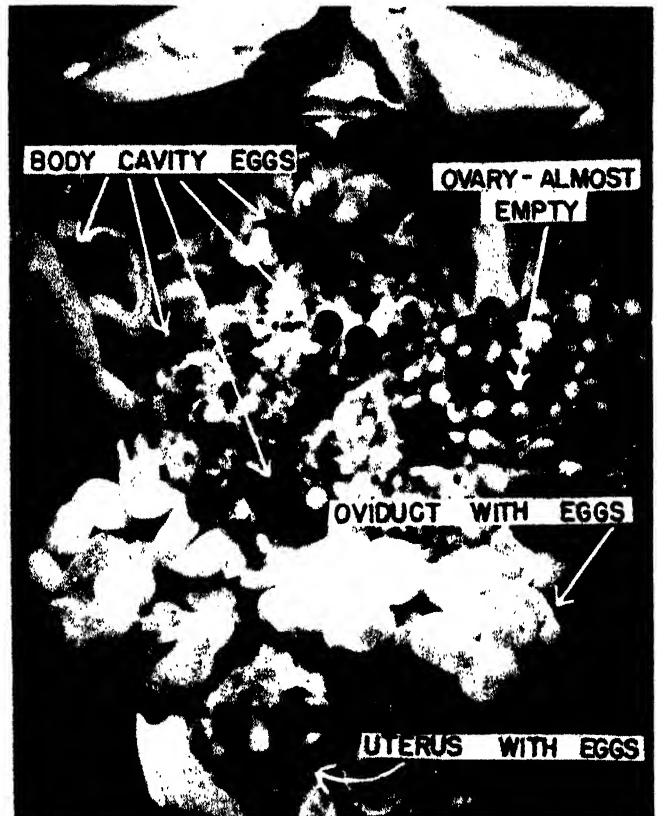 BODY CAVITY EGGS
OVARY-ALMOST
EMPTY
OVIDUCT WITH EGGS
UTERUS WITH EGGS